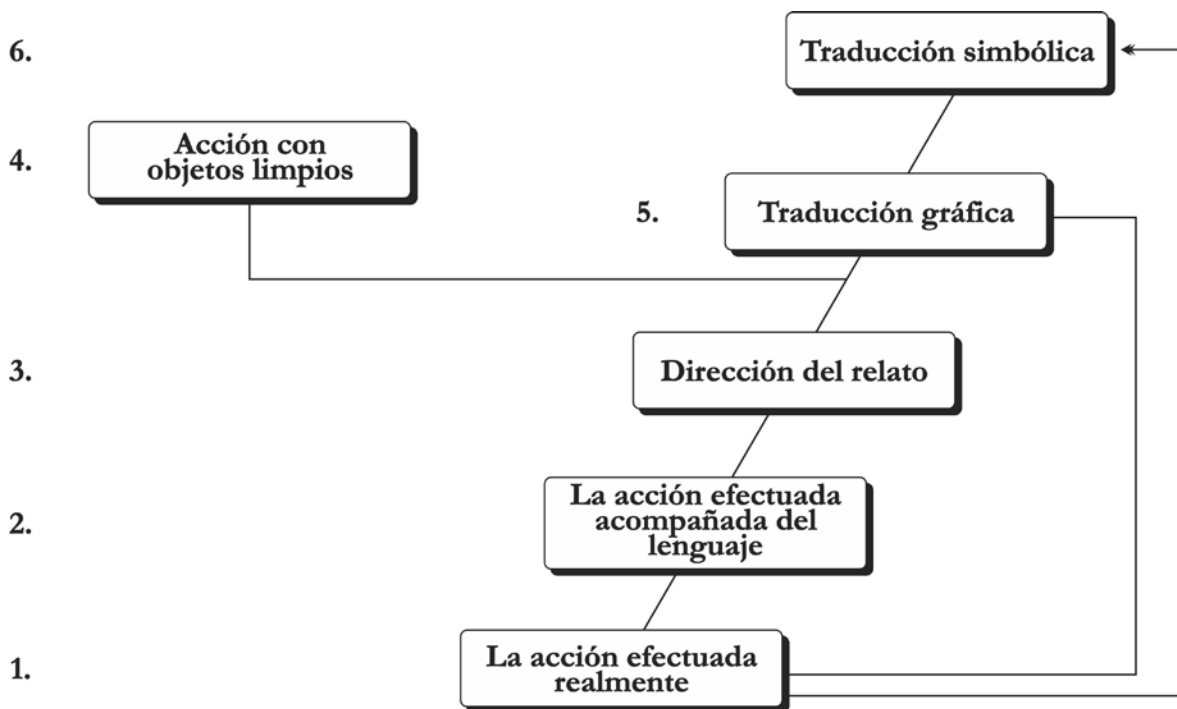 6.
Traducción simbólica
4.
Acción con
objetos limpios
5.
Traducción gráfica
3.
Dirección del relato
2.
La acción efectuada
acompañada del
lenguaje
1.
La acción efectuada
realmente